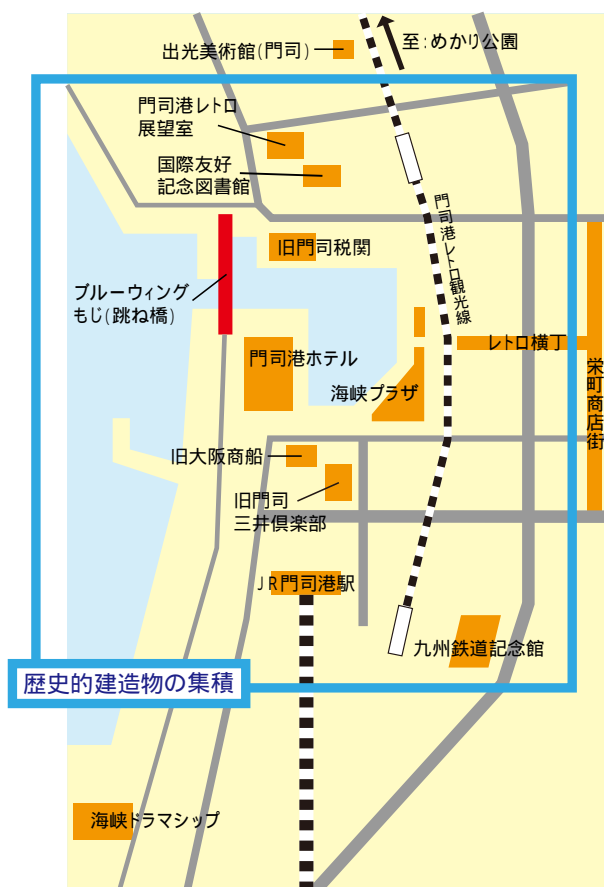 出光美術館(門司)
至:めかり公園
門司港レトロ
展望室
国際友好
記念図書館
門司港レトロ観光線
旧門司税関
ブルーウィング
もじ(跳ね橋)
門司港ホテル
レトロ横丁
海峡プラザ
栄町商店街
旧大阪商船
旧門司
三井倶楽部
JR門司港駅
九州鉄道記念館
歴史的建造物の集積
海峡ドラマシップ